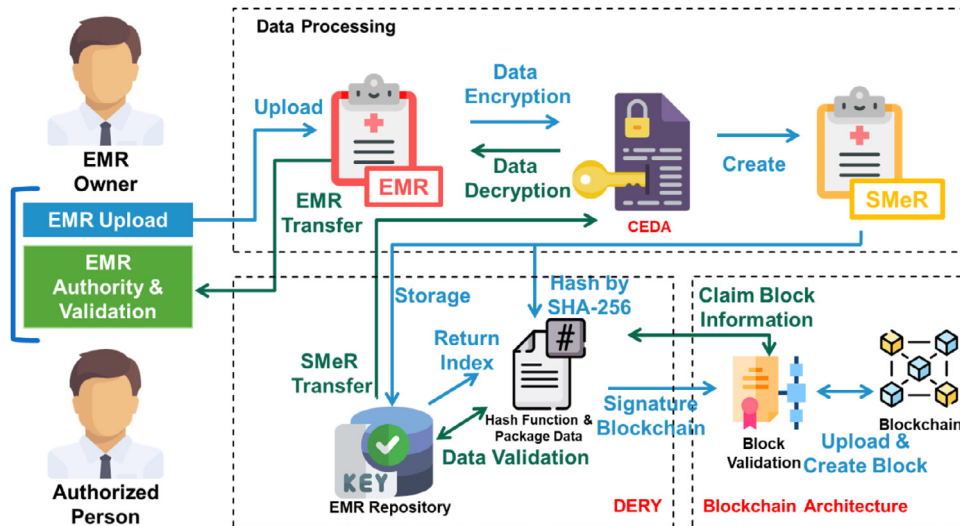 Data Processing
Upload
Data
Encryption
EMR
Owner
EMR
Data
Decryption
Create
SMeR
EMR Upload
EMR
Transfer
CEDA
EMR
Authority &
Validation
Storage
Hash by
SHA-256
Claim Block
Information
#
Return
Index
SMeR
Transfer
Hash Function &
Package Data
Signature
Blockchain
Blockchain
Data Validation
Block
Validation
Upload &
Create Block
KEY
Authorized
Person
EMR Repository
DERY
Blockchain Architecture